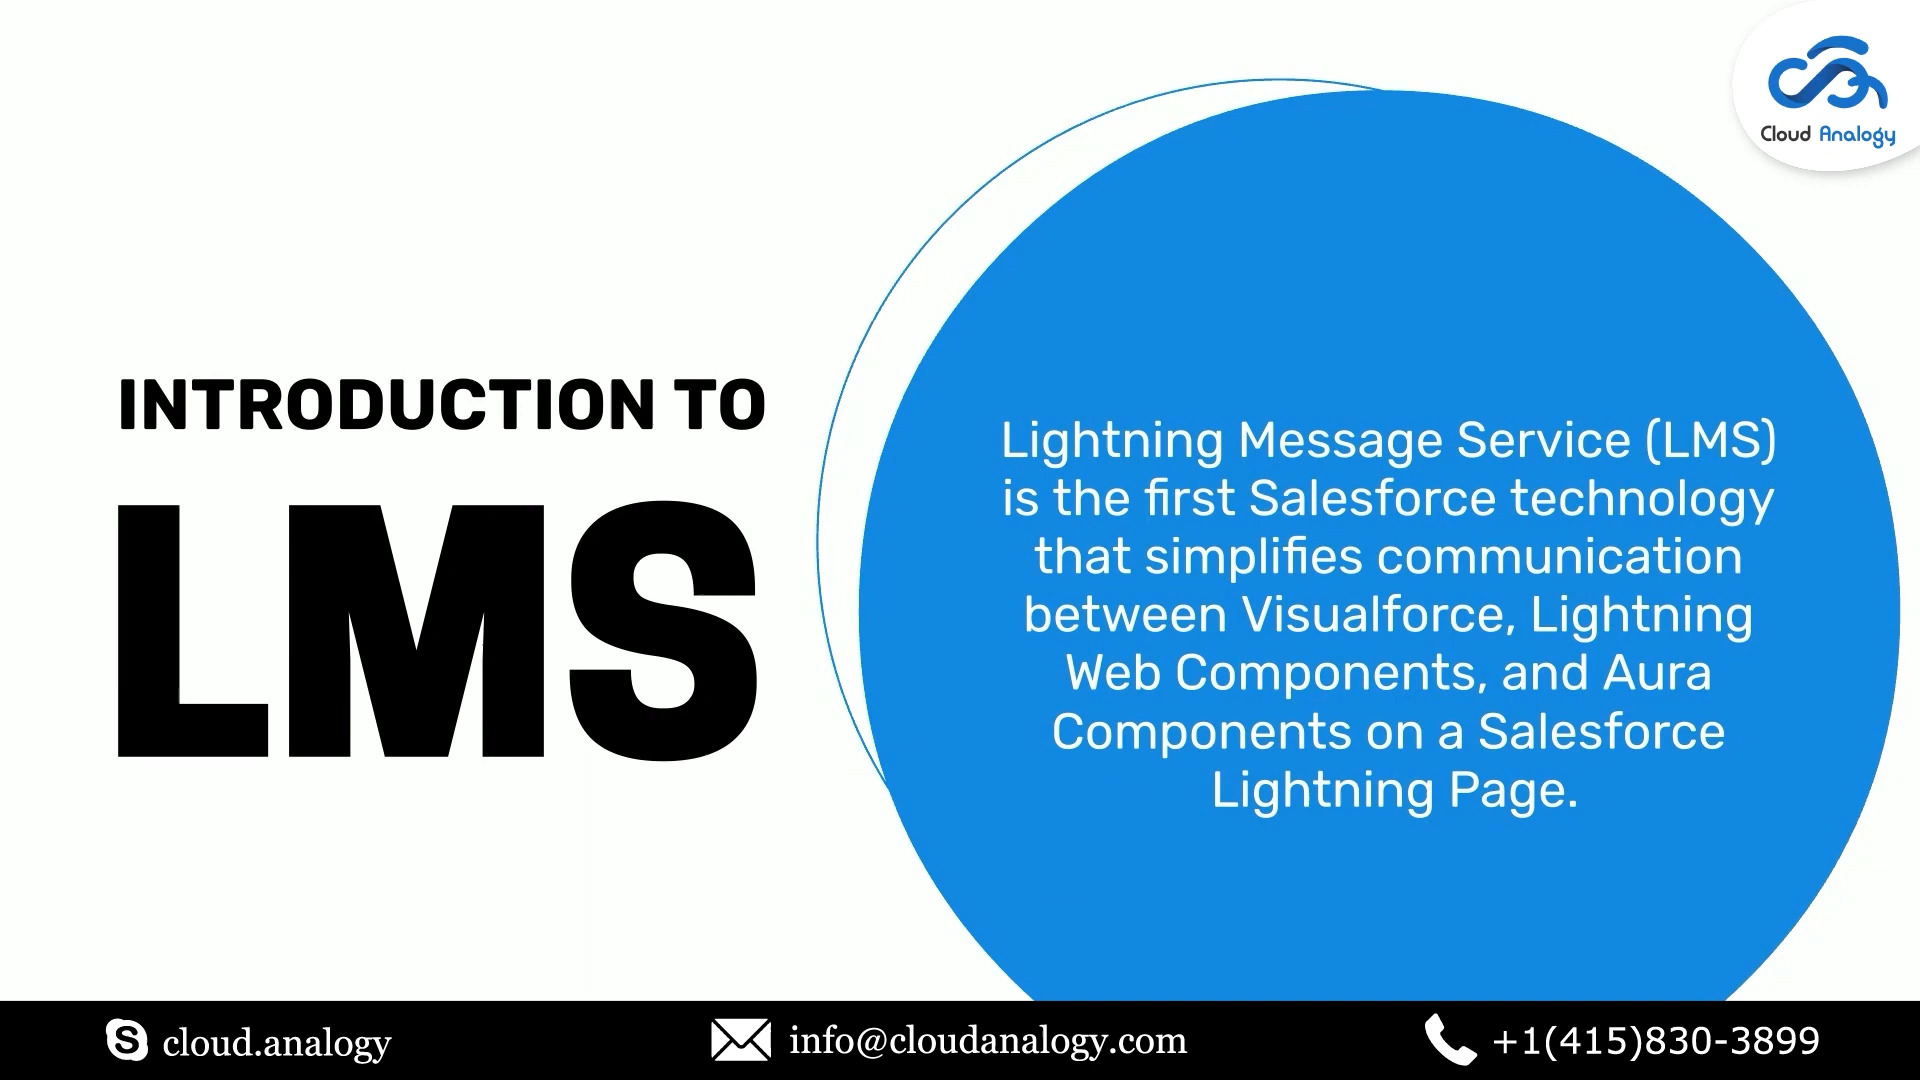 Cloud Analogy
INTRODUCTION TO
LMS
Lightning Message Service (LMS)
is the first Salesforce technology
that simplifies communication
between Visualforce, Lightning
Web Components, and Aura
Components on a Salesforce
Lightning Page.
cloud.analogy
info@cloudanalogy.com
+1(415)830-3899